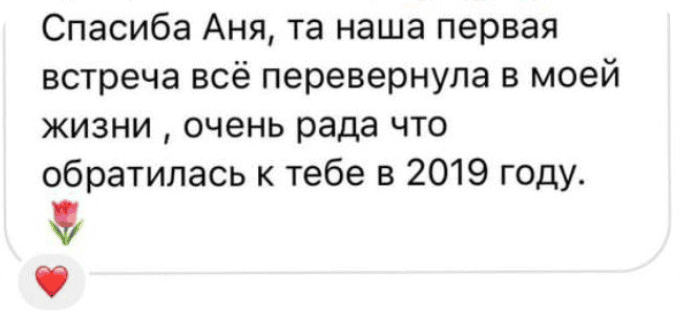 Спасиба Аня, та наша первая
встреча всё перевернула в моей
жизни , очень рада что
обратилась к тебе в 2019 году.
🌷
❤️